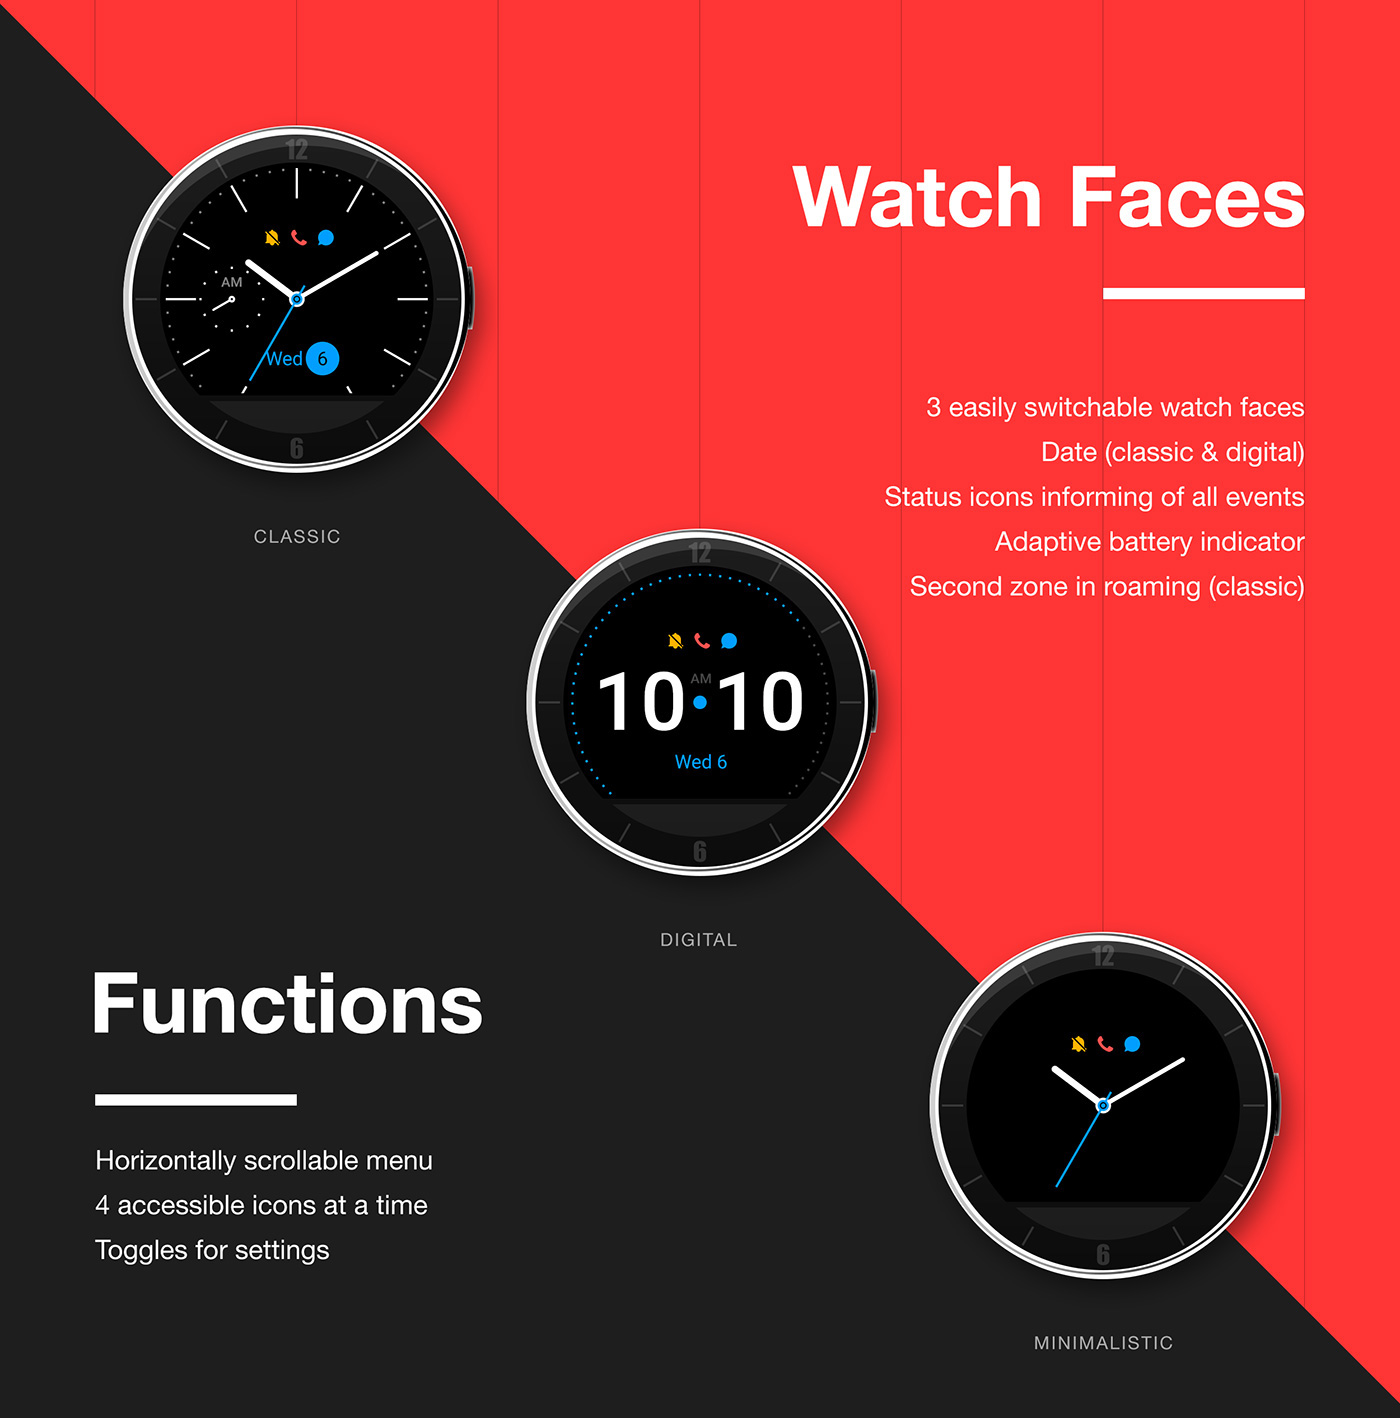 12
AM
Wed 6
6
CLASSIC
Watch Faces
3 easily switchable watch faces
Date (classic & digital)
Status icons informing of all events
Adaptive battery indicator
Second zone in roaming (classic)
12
AM
10 10
Wed 6
6
DIGITAL
Functions
Horizontally scrollable menu
4 accessible icons at a time
Toggles for settings
12
6
MINIMALISTIC